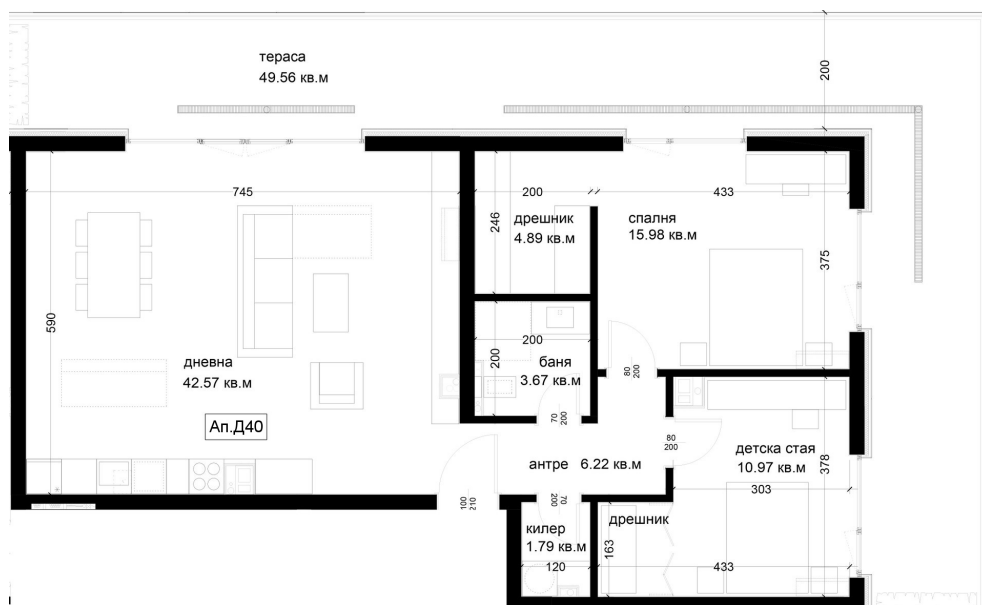 тераса
49.56 кв.м
200
745
200
433
590
246
дрешник
4.89 кв.м
спалня
15.98 кв.м
375
200
200
баня
3.67 кв.м
дневна
42.57 кв.м
80
200
70
200
Ап.Д40
80
200
антре 6.22 кв.м
детска стая
10.97 кв.м
378
303
100
210
70
200
дрешник
килер
1.79 кв.м
163
120
433